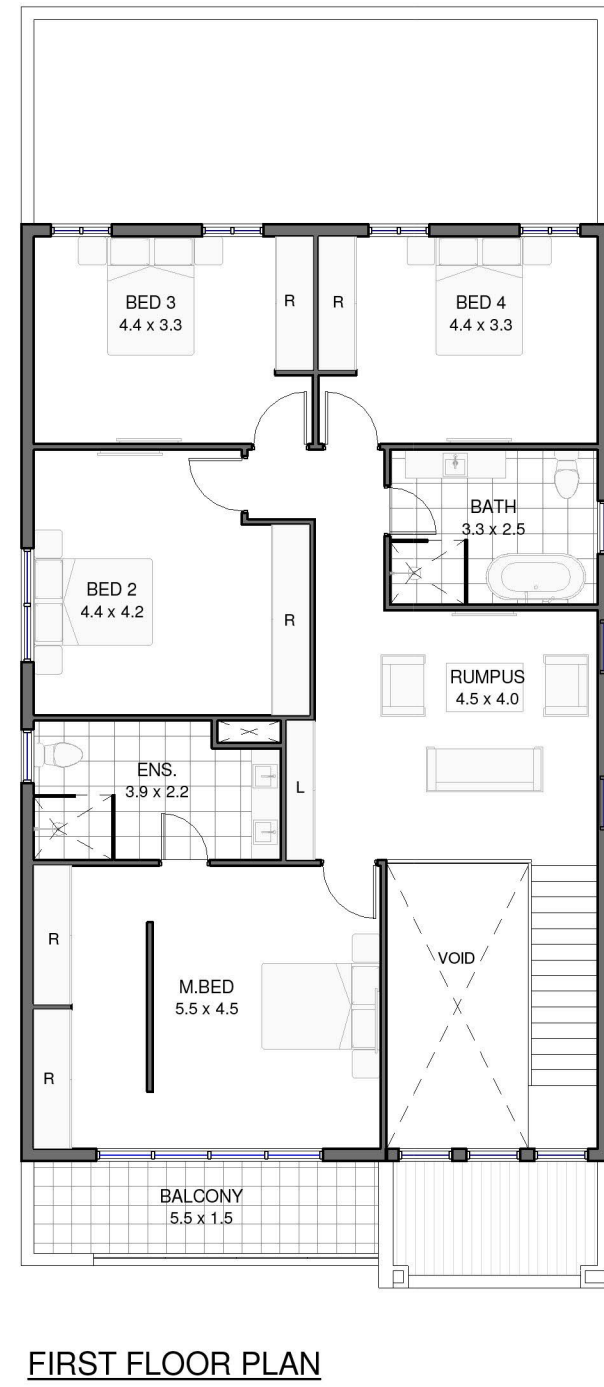 BED 3
4.4 x 3.3
R
R
BED 4
4.4 x 3.3
BATH
3.3 x 2.5
BED 2
4.4 x 4.2
R
RUMPUS
4.5 x 4.0
ENS.
3.9 x 2.2
L
R
M.BED
5.5 x 4.5
VOID
R
BALCONY
5.5 x 1.5
FIRST FLOOR PLAN